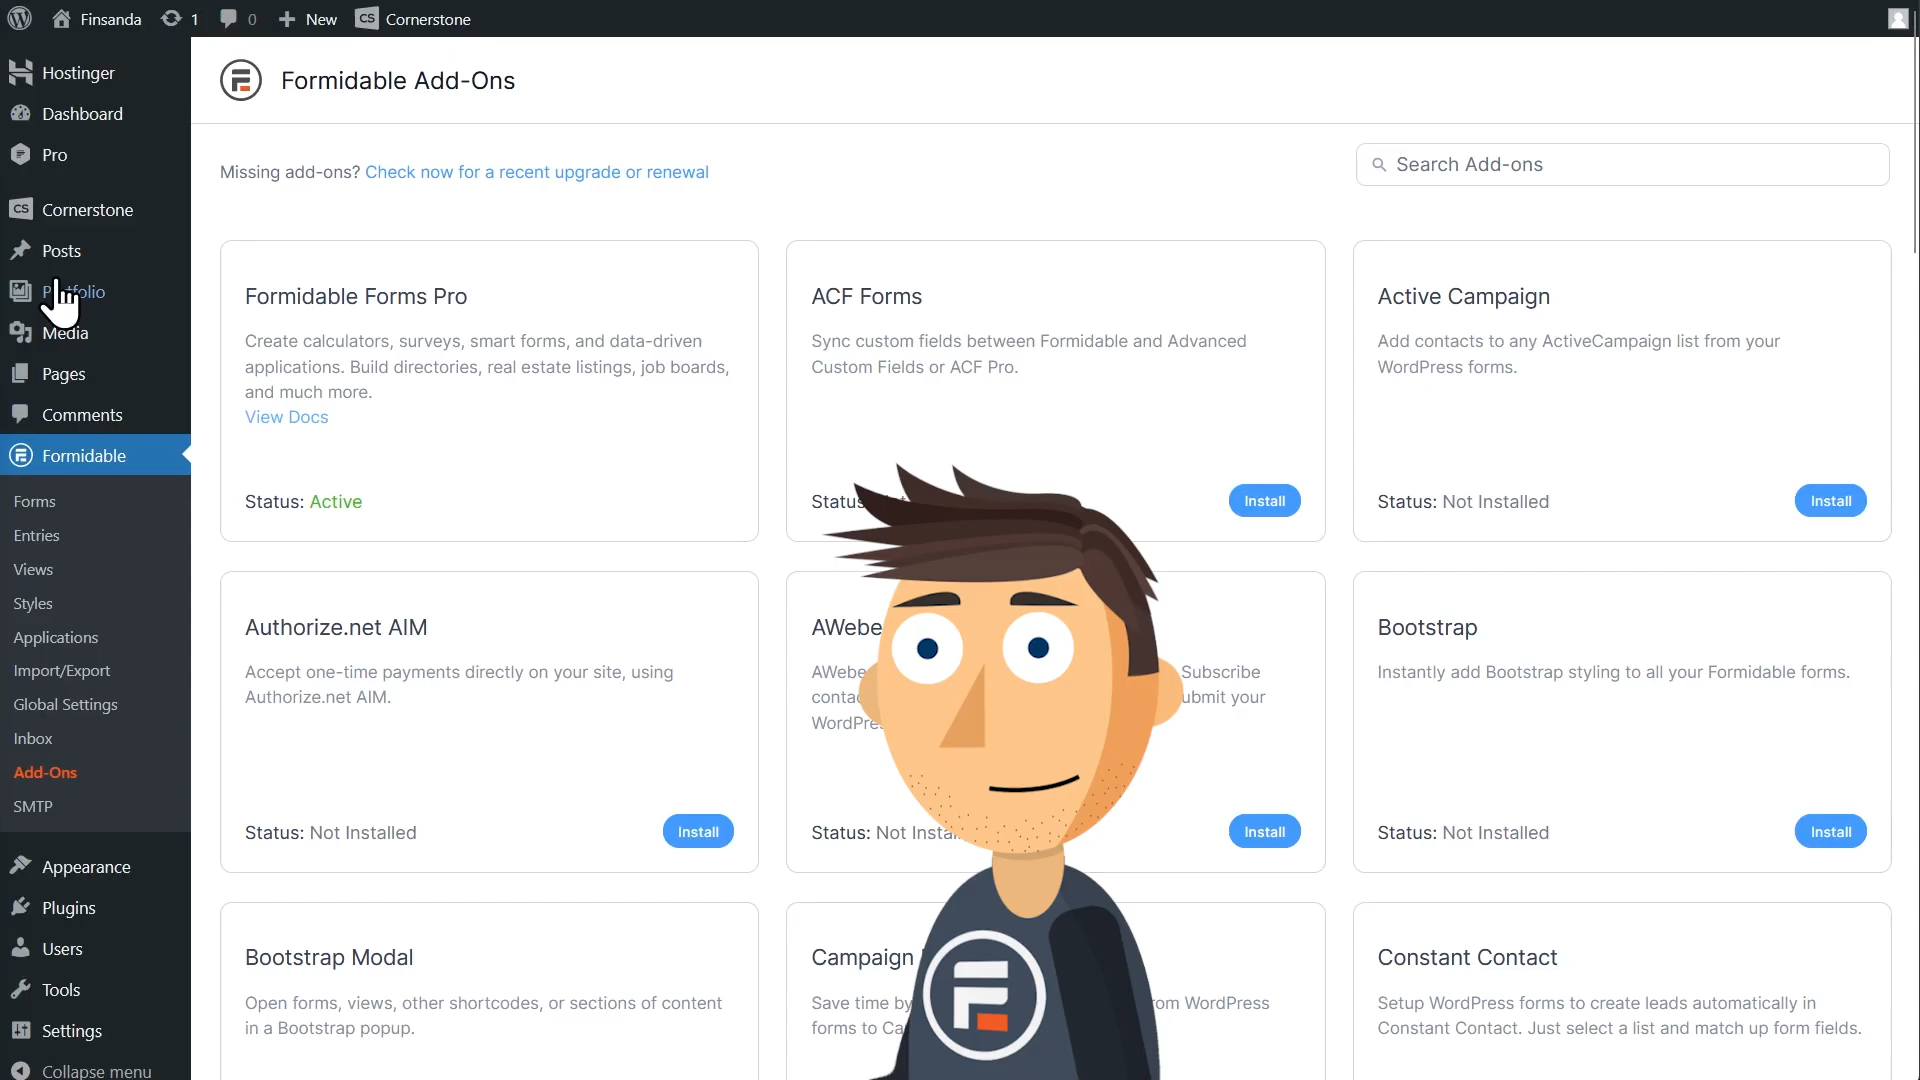 Finsanda
1
0
New
CS
Cornerstone
Hostinger
Dashboard
Pro
CS
Cornerstone
Posts
Media
Pages
Comments
Formidable
Forms
Entries
Views
Styles
Applications
Import/Export
Global Settings
Inbox
Add-Ons
SMTP
Appearance
Plugins
Users
Tools
Settings
Collapse menu
Formidable Add-Ons
Missing add-ons? Check now for a recent upgrade or renewal
Search Add-ons
Formidable Forms Pro
Create calculators, surveys, smart forms, and data-driven
applications. Build directories, real estate listings, job boards,
and much more.
View Docs
Status: Active
ACF Forms
Sync custom fields between Formidable and Advanced
Custom Fields or ACF Pro.
Install
Active Campaign
Add contacts to any ActiveCampaign list from your
WordPress forms.
Status: Not Installed
Install
Authorize.net AIM
Accept one-time payments directly on your site, using
Authorize.net AIM.
Status: Not Installed
Install
Subscribe
your
Status: Not
Install
Bootstrap
Instantly add Bootstrap styling to all your Formidable forms.
Status: Not Installed
Install
Bootstrap Modal
Open forms, views, other shortcodes, or sections of content
in a Bootstrap popup.
Campaign
Save time by WordPress
forms to
Constant Contact
Setup WordPress forms to create leads automatically in
Constant Contact. Just select a list and match up form fields.